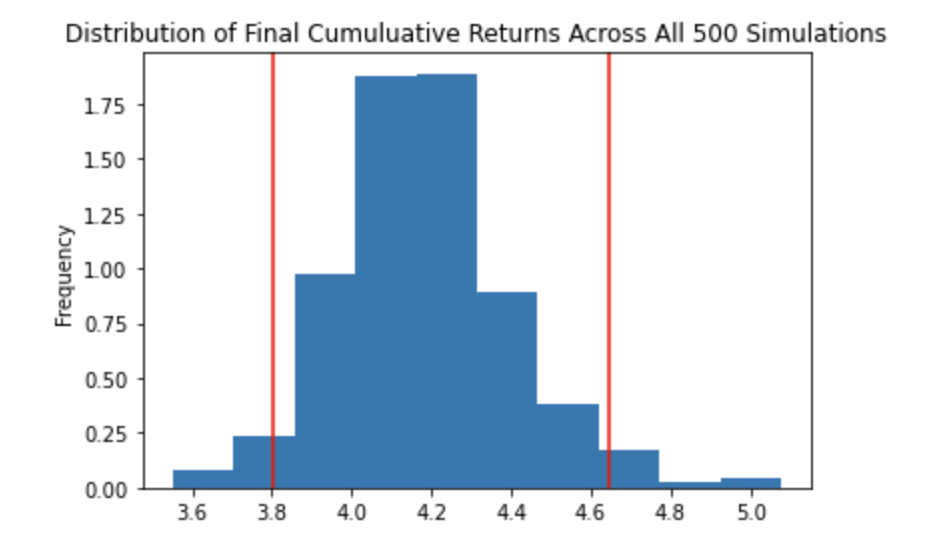 Distribution of Final Cumuluative Returns Across All 500 Simulations
1.75
1.50
1.25
1.00
0.75
0.50
0.25
0.00
Frequency
3.6 3.8 4.0 4.2 4.4 4.6 4.8 5.0